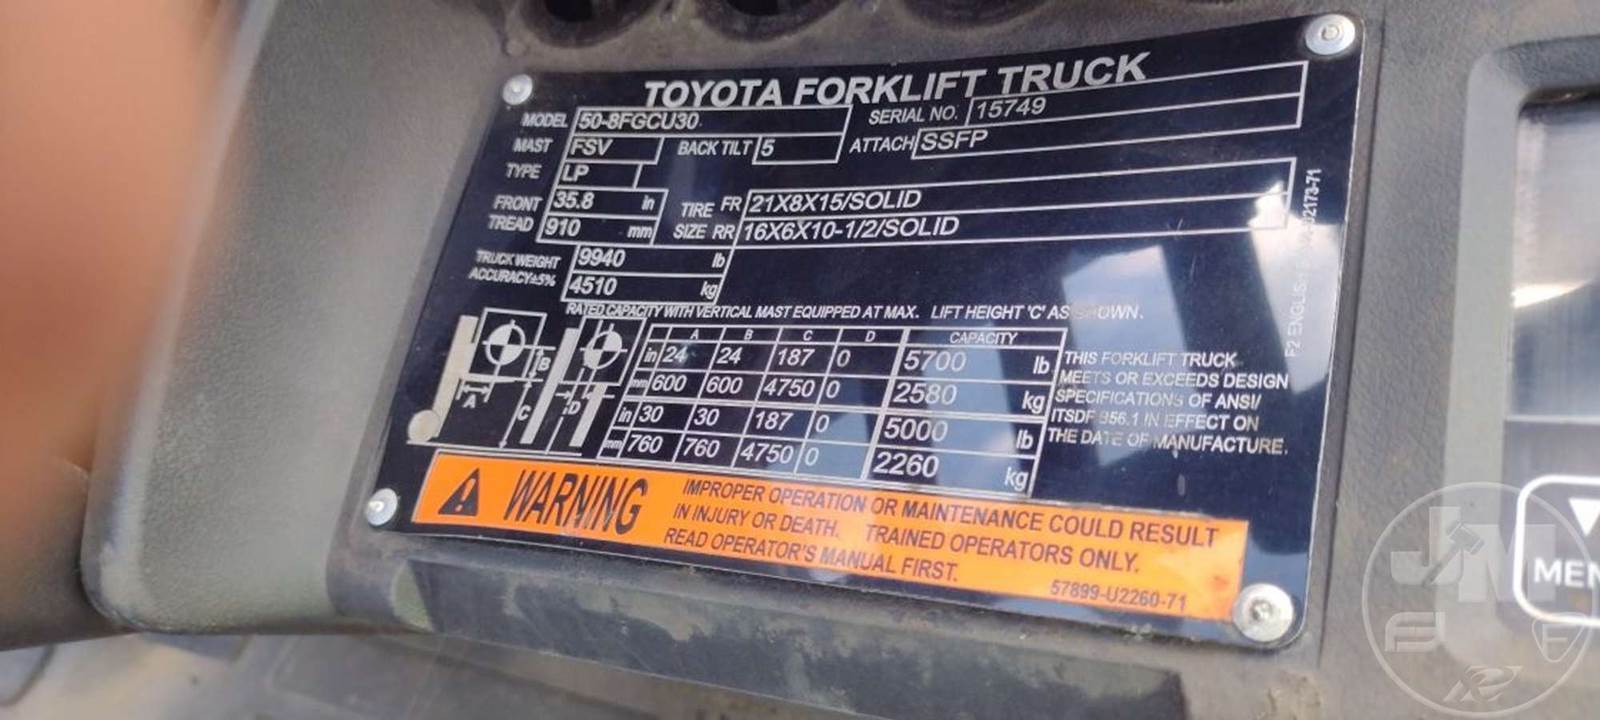 TOYOTA FORKLIFT TRUCK
MODEL 50-8FGCU30 SERIAL NO. 15749
MAST FSV BACK TILT 5 ATTACH SSFP
TYPE LP
FRONT TREAD 35.8 in
910 mm
TIRE SIZE FR 21X8X15/SOLID
RR 16X6X10-1/2/SOLID
TRUCK WEIGHT 9940 lb
ACCURACY±5% 4510 kg
RATED CAPACITY WITH VERTICAL MAST EQUIPPED AT MAX. LIFT HEIGHT 'C' AS SHOWN.
A B C D CAPACITY
in 24 24 187 0 5700 lb
mm 600 600 4750 0 2580 kg
in 30 30 187 0 5000 lb
mm 760 760 4750 0 2260 kg
A B C D
THIS FORKLIFT TRUCK
MEETS OR EXCEEDS DESIGN
SPECIFICATIONS OF ANSI/
ITSDF B56.1 IN EFFECT ON
THE DATE OF MANUFACTURE.
F2 ENGLIS
2173-71
WARNING
IMPROPER OPERATION OR MAINTENANCE COULD RESULT
IN INJURY OR DEATH. TRAINED OPERATORS ONLY.
READ OPERATOR'S MANUAL FIRST.
57899-U2260-71
MEN
JM